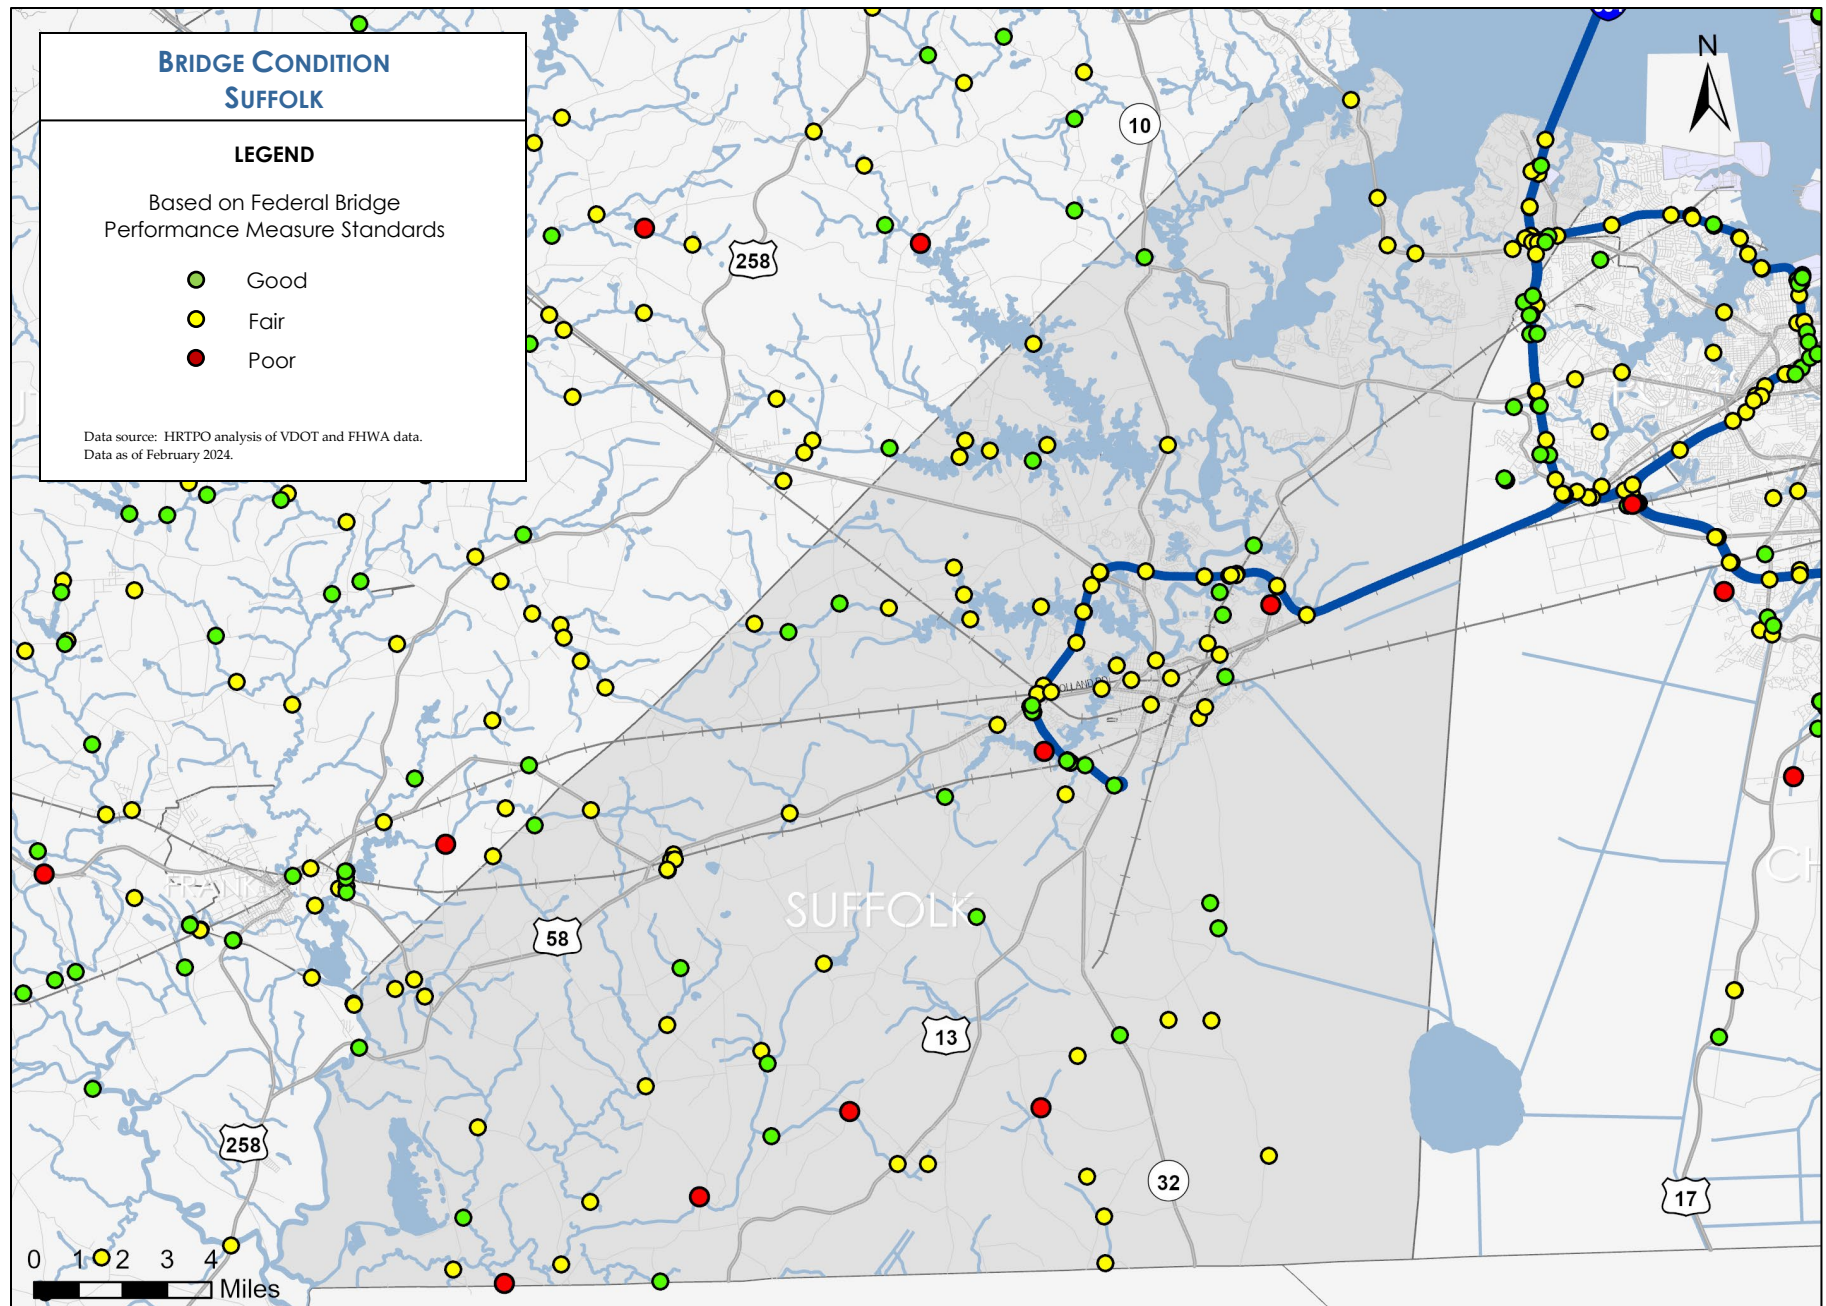 BRIDGE CONDITION
SUFFOLK
LEGEND
Based on Federal Bridge
Performance Measure Standards
Good
Fair
Poor
Data source: HRTPO analysis of VDOT and FHWA data.
Data as of February 2024.
N
10
258
SUFFOLK
58
13
258
32
17
0 1 2 3 4
Miles